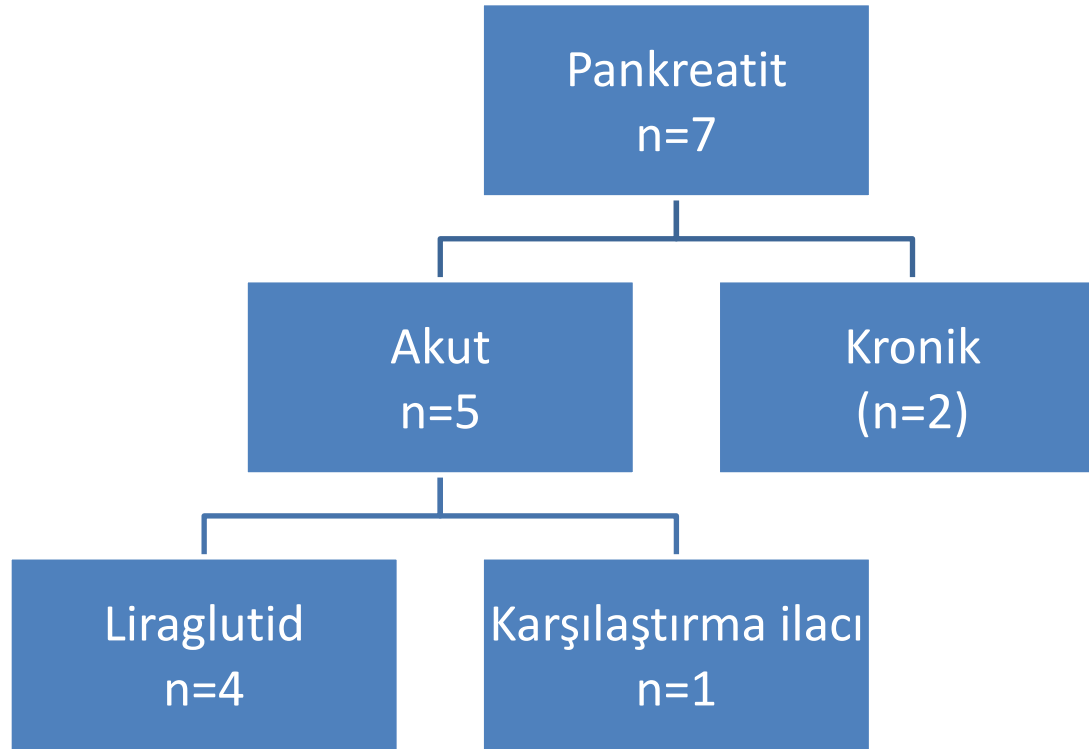 Pankreatit
n=7
Akut
n=5
Kronik
(n=2)
Liraglutid
n=4
Karşılaştırma ilacı
n=1